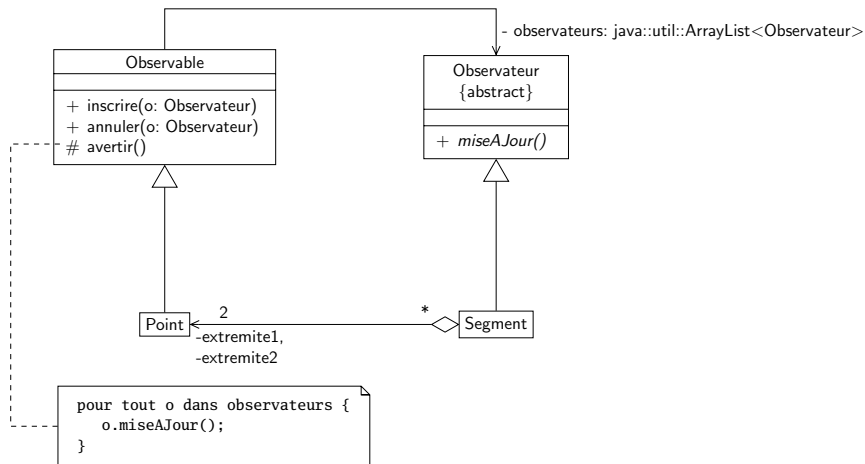 - observateurs: java::util::ArrayList<Observateur>
Observable
+ inscrire(o: Observateur)
+ annuler(o: Observateur)
# avertir()
Observateur
{abstract}
+ miseAJour()
Point
2
*
-extremite1,
-extremite2
Segment
pour tout o dans observateurs {
o.miseAJour();
}